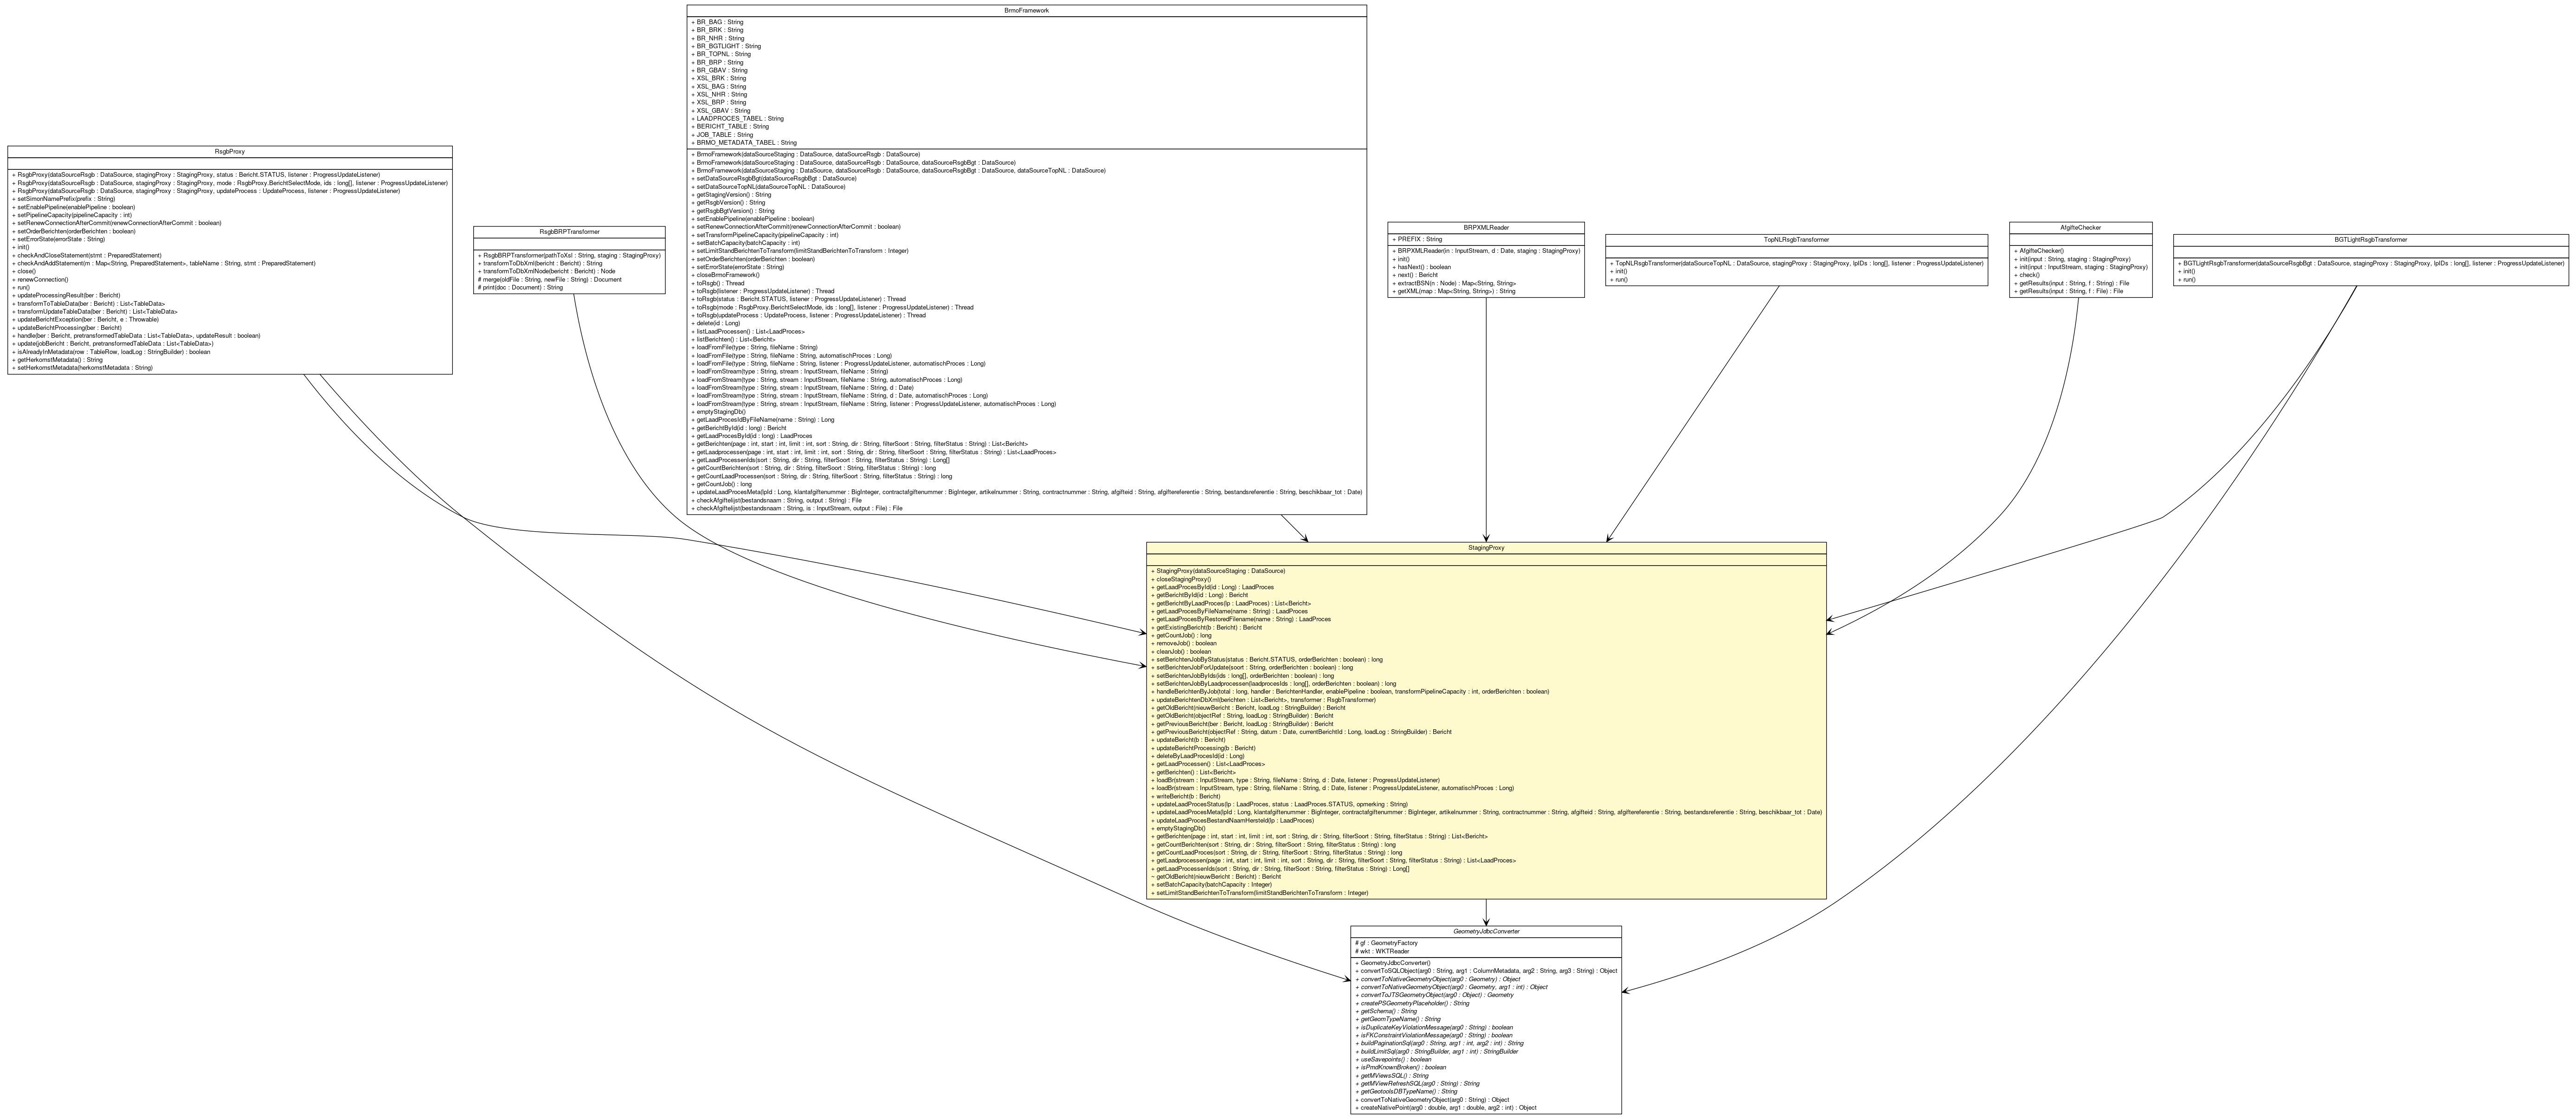 BrmoFramework
+ BR_BAG : String
+ BR_BRK : String
+ BR_NHR : String
+ BR_BGTLIGHT : String
+ BR_TOPNL : String
+ BR_BRP : String
+ BR_GBAV : String
+ XSL_BRK : String
+ XSL_BAG : String
+ XSL_NHR : String
+ XSL_BRP : String
+ XSL_GBAV : String
+ LAADPROCES_TABEL : String
+ BERICHT_TABLE : String
+ JOB_TABLE : String
+ BRMO_METADATA_TABEL : String
+ BrmoFramework(dataSourceStaging : DataSource, dataSourceRsgb : DataSource)
+ BrmoFramework(dataSourceStaging : DataSource, dataSourceRsgb : DataSource, dataSourceRsgbBgt : DataSource)
+ BrmoFramework(dataSourceStaging : DataSource, dataSourceRsgb : DataSource, dataSourceRsgbBgt : DataSource, dataSourceTopNL : DataSource)
+ setDataSourceRsgbBgt(dataSourceRsgbBgt : DataSource)
+ setDataSourceTopNL(dataSourceTopNL : DataSource)
+ getStagingVersion() : String
+ getRsgbVersion() : String
+ getRsgbBgtVersion() : String
+ setEnablePipeline(enablePipeline : boolean)
+ setRenewConnectionAfterCommit(renewConnectionAfterCommit : boolean)
+ setTransformPipelineCapacity(pipelineCapacity : int)
+ setBatchCapacity(batchCapacity : int)
+ setLimitStandBerichtenToTransform(limitStandBerichtenToTransform : Integer)
+ setOrderBerichten(orderBerichten : boolean)
+ setErrorState(errorState : String)
+ closeBrmoFramework()
+ toRsgb() : Thread
+ toRsgb(listener : ProgressUpdateListener) : Thread
+ toRsgb(status : Bericht.STATUS, listener : ProgressUpdateListener) : Thread
+ toRsgb(mode : RsgbProxy.BerichtSelectMode, ids : long[], listener : ProgressUpdateListener) : Thread
+ toRsgb(updateProcess : UpdateProcess, listener : ProgressUpdateListener) : Thread
+ delete(id : Long)
+ listLaadProcessen() : List<LaadProces>
+ listBerichten() : List<Bericht>
+ loadFromFile(type : String, fileName : String)
+ loadFromFile(type : String, fileName : String, automatischProces : Long)
+ loadFromFile(type : String, fileName : String, listener : ProgressUpdateListener, automatischProces : Long)
+ loadFromStream(type : String, stream : InputStream, fileName : String)
+ loadFromStream(type : String, stream : InputStream, fileName : String, automatischProces : Long)
+ loadFromStream(type : String, stream : InputStream, fileName : String, d : Date)
+ loadFromStream(type : String, stream : InputStream, fileName : String, d : Date, automatischProces : Long)
+ loadFromStream(type : String, stream : InputStream, fileName : String, listener : ProgressUpdateListener, automatischProces : Long)
+ emptyStagingDb()
+ getLaadProcesIdByFileName(name : String) : Long
+ getBerichtById(id : long) : Bericht
+ getLaadProcesById(id : long) : LaadProces
+ getBerichten(page : int, start : int, limit : int, sort : String, dir : String, filterSoort : String, filterStatus : String) : List<Bericht>
+ getLaadprocessen(page : int, start : int, limit : int, sort : String, dir : String, filterSoort : String, filterStatus : String) : List<LaadProces>
+ getLaadProcessenIds(sort : String, dir : String, filterSoort : String, filterStatus : String) : Long[]
+ getCountBerichten(sort : String, dir : String, filterSoort : String, filterStatus : String) : long
+ getCountLaadProcessen(sort : String, dir : String, filterSoort : String, filterStatus : String) : long
+ getCountJob() : long
+ updateLaadProcesMeta(lpId : Long, klantafgiftenummer : BigInteger, contractafgiftenummer : BigInteger, artikelnummer : String, contractnummer : String, afgifteid : String, afgiftereferentie : String, bestandsreferentie : String, beschikbaar_tot : Date)
+ checkAfgiftelijst(bestandsnaam : String, output : String) : File
+ checkAfgiftelijst(bestandsnaam : String, is : InputStream, output : File) : File
RsgbProxy
+ RsgbProxy(dataSourceRsgb : DataSource, stagingProxy : StagingProxy, status : Bericht.STATUS, listener : ProgressUpdateListener)
+ RsgbProxy(dataSourceRsgb : DataSource, stagingProxy : StagingProxy, mode : RsgbProxy.BerichtSelectMode, ids : long[], listener : ProgressUpdateListener)
+ RsgbProxy(dataSourceRsgb : DataSource, stagingProxy : StagingProxy, updateProcess : UpdateProcess, listener : ProgressUpdateListener)
+ setSimonNamePrefix(prefix : String)
+ setEnablePipeline(enablePipeline : boolean)
+ setPipelineCapacity(pipelineCapacity : int)
+ setRenewConnectionAfterCommit(renewConnectionAfterCommit : boolean)
+ setOrderBerichten(orderBerichten : boolean)
+ setErrorState(errorState : String)
+ init()
+ checkAndCloseStatement(stmt : PreparedStatement)
+ checkAndAddStatement(m : Map<String, PreparedStatement>, tableName : String, stmt : PreparedStatement)
+ close()
+ renewConnection()
+ run()
+ updateProcessingResult(ber : Bericht)
+ transformToTableData(ber : Bericht) : List<TableData>
+ transformUpdateTableData(ber : Bericht) : List<TableData>
+ updateBerichtException(ber : Bericht, e : Throwable)
+ updateBerichtProcessing(ber : Bericht)
+ handle(ber : Bericht, pretransformedTableData : List<TableData>, updateResult : boolean)
+ update(jobBericht : Bericht, pretransformedTableData : List<TableData>)
+ isAlreadyInMetadata(row : TableRow, loadLog : StringBuilder) : boolean
+ getHerkomstMetadata() : String
+ setHerkomstMetadata(herkomstMetadata : String)
RsgbBRPTransformer
+ RsgbBRPTransformer(pathToXsl : String, staging : StagingProxy)
+ transformToDbXml(bericht : Bericht) : String
+ transformToDbXmlNode(bericht : Bericht) : Node
# merge(oldFile : String, newFile : String) : Document
# print(doc : Document) : String
BRPXMLReader
+ PREFIX : String
+ BRPXMLReader(in : InputStream, d : Date, staging : StagingProxy)
+ init()
+ hasNext() : boolean
+ next() : Bericht
+ extractBSN(n : Node) : Map<String, String>
+ getXML(map : Map<String, String>) : String
TopNLRsgbTransformer
+ TopNLRsgbTransformer(dataSourceTopNL : DataSource, stagingProxy : StagingProxy, lpIDs : long[], listener : ProgressUpdateListener)
+ init()
+ run()
AfgifteChecker
+ AfgifteChecker()
+ init(input : String, staging : StagingProxy)
+ init(input : InputStream, staging : StagingProxy)
+ check()
+ getResults(input : String, f : String) : File
+ getResults(input : String, f : File) : File
BGTLightRsgbTransformer
+ BGTLightRsgbTransformer(dataSourceRsgbBgt : DataSource, stagingProxy : StagingProxy, lpIDs : long[], listener : ProgressUpdateListener)
+ init()
+ run()
StagingProxy
+ StagingProxy(dataSourceStaging : DataSource)
+ closeStagingProxy()
+ getLaadProcesById(id : Long) : LaadProces
+ getBerichtById(id : Long) : Bericht
+ getBerichtByLaadProces(lp : LaadProces) : List<Bericht>
+ getLaadProcesByFileName(name : String) : LaadProces
+ getLaadProcesByRestoredFilename(name : String) : LaadProces
+ getExistingBericht(b : Bericht) : Bericht
+ getCountJob() : long
+ removeJob() : boolean
+ cleanJob() : boolean
+ setBerichtenJobByStatus(status : Bericht.STATUS, orderBerichten : boolean) : long
+ setBerichtenJobForUpdate(soort : String, orderBerichten : boolean) : long
+ setBerichtenJobByIds(ids : long[], orderBerichten : boolean) : long
+ setBerichtenJobByLaadprocessen(laadprocesIds : long[], orderBerichten : boolean) : long
+ handleBerichtenByJob(total : long, handler : BerichtenHandler, enablePipeline : boolean, transformPipelineCapacity : int, orderBerichten : boolean)
+ updateBerichtenDbXml(berichten : List<Bericht>, transformer : RsgbTransformer)
+ getOldBericht(nieuwBericht : Bericht, loadLog : StringBuilder) : Bericht
+ getOldBericht(objectRef : String, loadLog : StringBuilder) : Bericht
+ getPreviousBericht(ber : Bericht, loadLog : StringBuilder) : Bericht
+ getPreviousBericht(objectRef : String, datum : Date, currentBerichtId : Long, loadLog : StringBuilder) : Bericht
+ updateBericht(b : Bericht)
+ updateBerichtProcessing(b : Bericht)
+ deleteByLaadProcesId(id : Long)
+ getLaadProcessen() : List<LaadProces>
+ getBerichten() : List<Bericht>
+ loadBr(stream : InputStream, type : String, fileName : String, d : Date, listener : ProgressUpdateListener)
+ loadBr(stream : InputStream, type : String, fileName : String, d : Date, listener : ProgressUpdateListener, automatischProces : Long)
+ writeBericht(b : Bericht)
+ updateLaadProcesStatus(lp : LaadProces, status : LaadProces.STATUS, opmerking : String)
+ updateLaadProcesMeta(lpId : Long, klantafgiftenummer : BigInteger, contractafgiftenummer : BigInteger, artikelnummer : String, contractnummer : String, afgifteid : String, afgiftereferentie : String, bestandsreferentie : String, beschikbaar_tot : Date)
+ updateLaadProcesBestandNaamHersteld(lp : LaadProces)
+ emptyStagingDb()
+ getBerichten(page : int, start : int, limit : int, sort : String, dir : String, filterSoort : String, filterStatus : String) : List<Bericht>
+ getCountBerichten(sort : String, dir : String, filterSoort : String, filterStatus : String) : long
+ getCountLaadProces(sort : String, dir : String, filterSoort : String, filterStatus : String) : long
+ getLaadprocessen(page : int, start : int, limit : int, sort : String, dir : String, filterSoort : String, filterStatus : String) : List<LaadProces>
+ getLaadProcessenIds(sort : String, dir : String, filterSoort : String, filterStatus : String) : Long[]
~ getOldBericht(nieuwBericht : Bericht) : Bericht
+ setBatchCapacity(batchCapacity : Integer)
+ setLimitStandBerichtenToTransform(limitStandBerichtenToTransform : Integer)
GeometryJdbcConverter
# gf : GeometryFactory
# wkt : WKTReader
+ GeometryJdbcConverter()
+ convertToSQLObject(arg0 : String, arg1 : ColumnMetadata, arg2 : String, arg3 : String) : Object
+ convertToNativeGeometryObject(arg0 : Geometry) : Object
+ convertToNativeGeometryObject(arg0 : Geometry, arg1 : int) : Object
+ convertToJTSGeometryObject(arg0 : Object) : Geometry
+ createPSGeometryPlaceholder() : String
+ getSchema() : String
+ getGeomTypeName() : String
+ isDuplicateKeyViolationMessage(arg0 : String) : boolean
+ isFKConstraintViolationMessage(arg0 : String) : boolean
+ buildPaginationSql(arg0 : String, arg1 : int, arg2 : int) : String
+ buildLimitSql(arg0 : StringBuilder, arg1 : int) : StringBuilder
+ useSavepoints() : boolean
+ isPmdKnownBroken() : boolean
+ getMViewsSQL() : String
+ getMViewRefreshSQL(arg0 : String) : String
+ getGeotoolsDBTypeName() : String
+ convertToNativeGeometryObject(arg0 : String) : Object
+ createNativePoint(arg0 : double, arg1 : double, arg2 : int) : Object